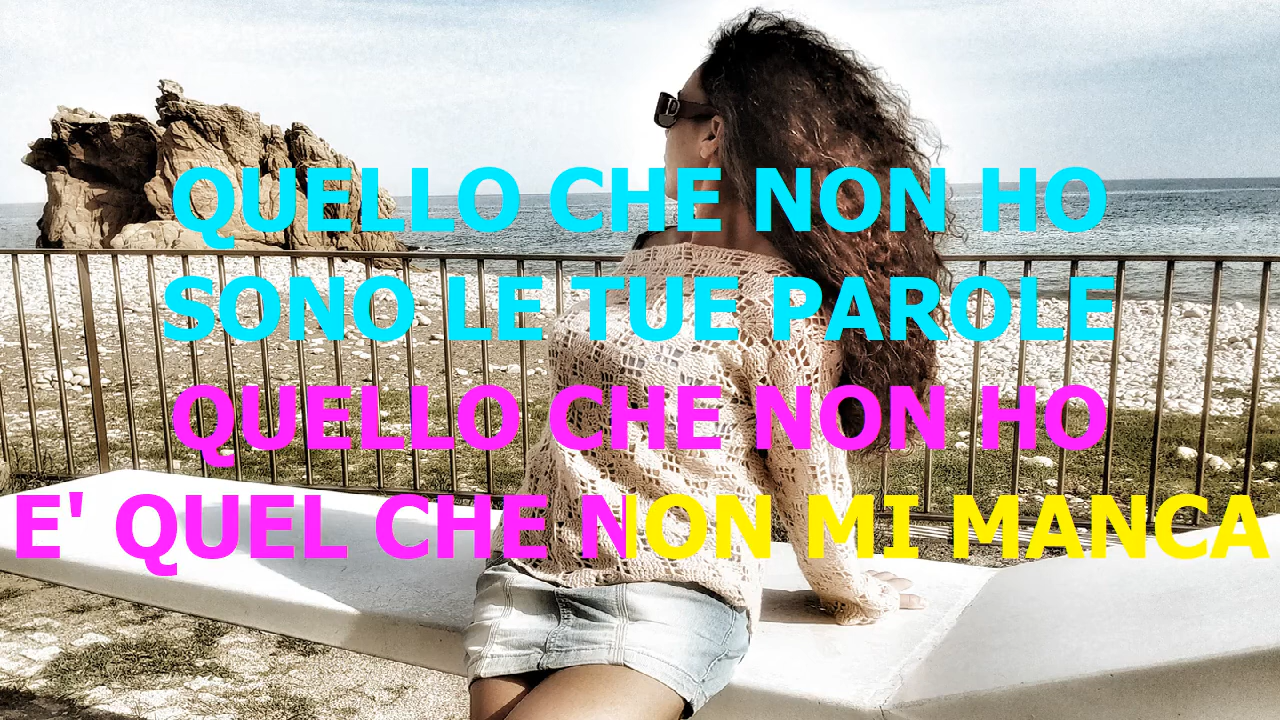 QUELLO CHE NON HO
SONO LE TUE PAROLE
QUELLO CHE NON HO
E' QUEL CHE NON MI MANCA